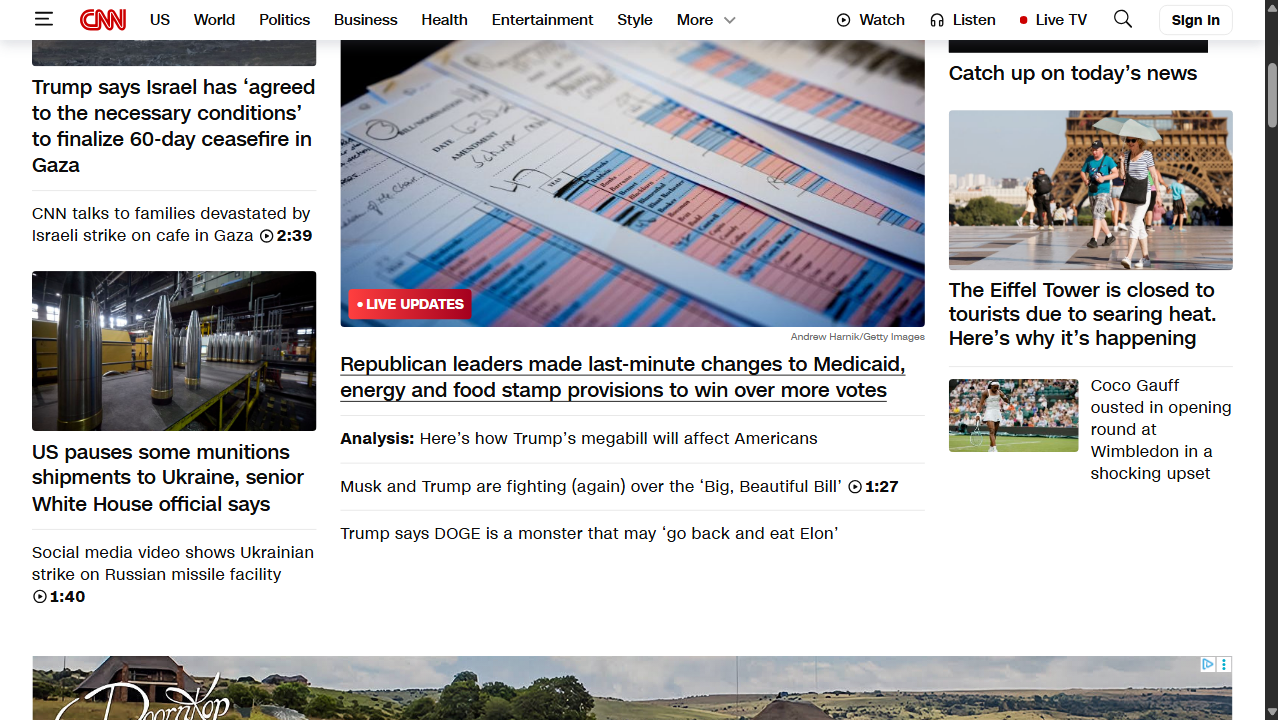 CNN
US
World
Politics
Business
Health
Entertainment
Style
More
Watch
Listen
Live TV
Sign In
Trump says Israel has ‘agreed
to the necessary conditions’
to finalize 60-day ceasefire in
Gaza
CNN talks to families devastated by
Israeli strike on cafe in Gaza 2:39
US pauses some munitions
shipments to Ukraine, senior
White House official says
Social media video shows Ukrainian
strike on Russian missile facility
1:40
BILL/NOMINATION
DATE
AMENDMENT
47
LIVE UPDATES
Andrew Harnik/Getty Images
Republican leaders made last-minute changes to Medicaid,
energy and food stamp provisions to win over more votes
Analysis: Here’s how Trump’s megabill will affect Americans
Musk and Trump are fighting (again) over the ‘Big, Beautiful Bill’ 1:27
Trump says DOGE is a monster that may ‘go back and eat Elon’
Catch up on today’s news
The Eiffel Tower is closed to
tourists due to searing heat.
Here’s why it’s happening
Coco Gauff
ousted in opening
round at
Wimbledon in a
shocking upset
DoornKop